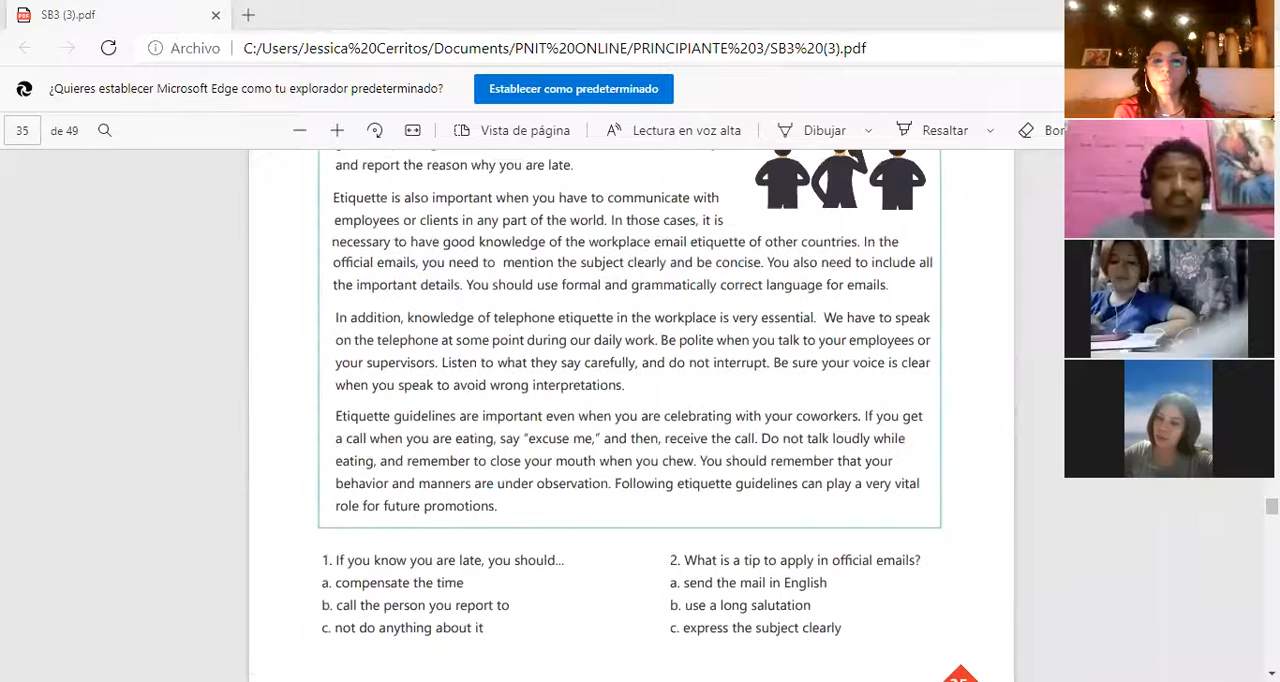 SB3 (3).pdf
Archivo
C:/Users/Jessica%20Cerritos/Documents/PNIT%20ONLINE/PRINCIPIANTE%203/SB3%20(3).pdf
¿Quieres establecer Microsoft Edge como tu explorador predeterminado?
Establecer como predeterminado
35 de 49
Vista de página
Lectura en voz alta
Dibujar
Resaltar
Bor
and report the reason why you are late.
Etiquette is also important when you have to communicate with
employees or clients in any part of the world. In those cases, it is
necessary to have good knowledge of the workplace email etiquette of other countries. In the
official emails, you need to mention the subject clearly and be concise. You also need to include all
the important details. You should use formal and grammatically correct language for emails.
In addition, knowledge of telephone etiquette in the workplace is very essential. We have to speak
on the telephone at some point during our daily work. Be polite when you talk to your employees or
your supervisors. Listen to what they say carefully, and do not interrupt. Be sure your voice is clear
when you speak to avoid wrong interpretations.
Etiquette guidelines are important even when you are celebrating with your coworkers. If you get
a call when you are eating, say “excuse me,” and then, receive the call. Do not talk loudly while
eating, and remember to close your mouth when you chew. You should remember that your
behavior and manners are under observation. Following etiquette guidelines can play a very vital
role for future promotions.
1. If you know you are late, you should...
a. compensate the time
b. call the person you report to
c. not do anything about it
2. What is a tip to apply in official emails?
a. send the mail in English
b. use a long salutation
c. express the subject clearly